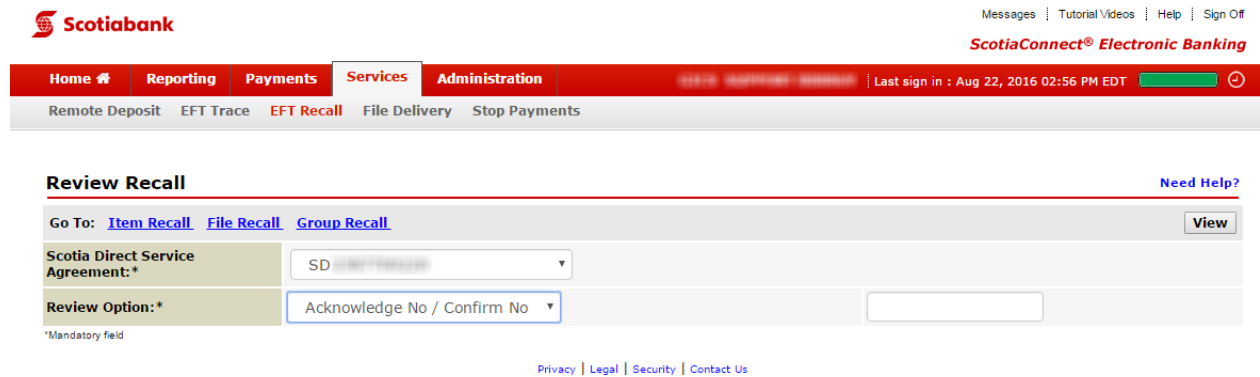 Messages Tutorial Videos Help Sign Off
Scotiabank
ScotiaConnect® Electronic Banking
Home Reporting Payments Services Administration Last sign in : Aug 22, 2016 02:56 PM EDT
Remote Deposit EFT Trace EFT Recall File Delivery Stop Payments
Review Recall Need Help?
Go To: Item Recall File Recall Group Recall View
Scotia Direct Service
Agreement:* SD
Review Option:* Acknowledge No / Confirm No
*Mandatory field
Privacy | Legal | Security | Contact Us